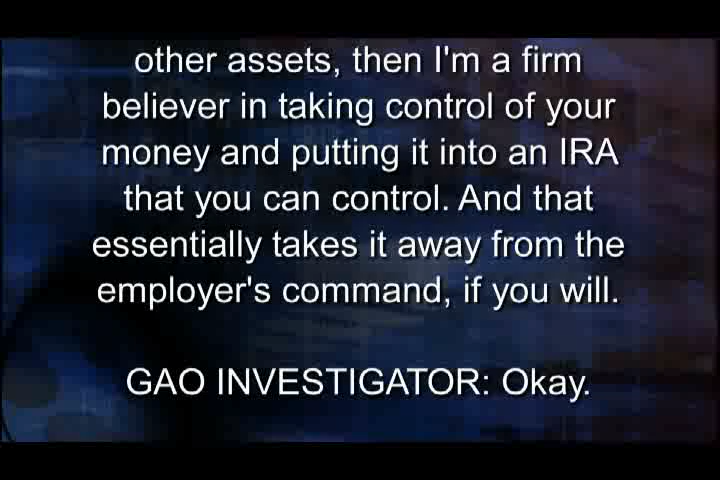 other assets, then I'm a firm
believer in taking control of your
money and putting it into an IRA
that you can control. And that
essentially takes it away from the
employer's command, if you will.
GAO INVESTIGATOR: Okay.